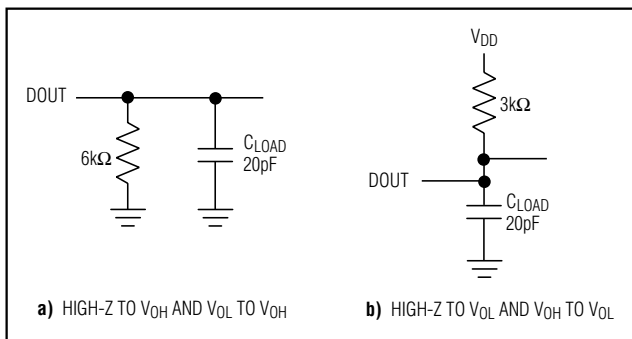 DOUT
6kΩ
CLOAD
20pF
a) HIGH-Z TO VOH AND VOL TO VOH
VDD
3kΩ
DOUT
CLOAD
20pF
b) HIGH-Z TO VOL AND VOH TO VOL